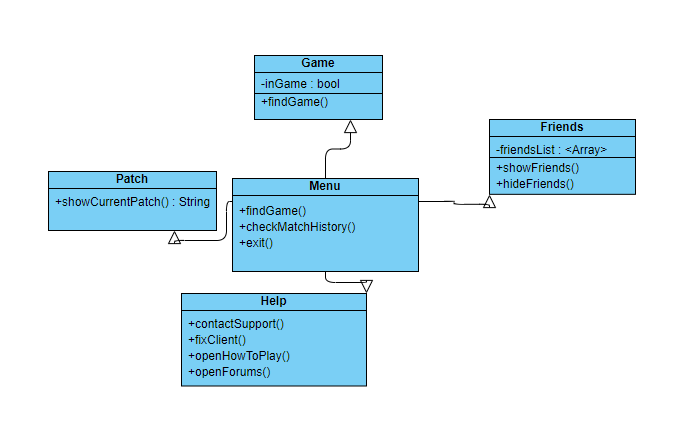 Game
-inGame : bool
+findGame()
Friends
-friendsList : <Array>
+showFriends()
+hideFriends()
Patch
+showCurrentPatch() : String
Menu
+findGame()
+checkMatchHistory()
+exit()
Help
+contactSupport()
+fixClient()
+openHowToPlay()
+openForums()